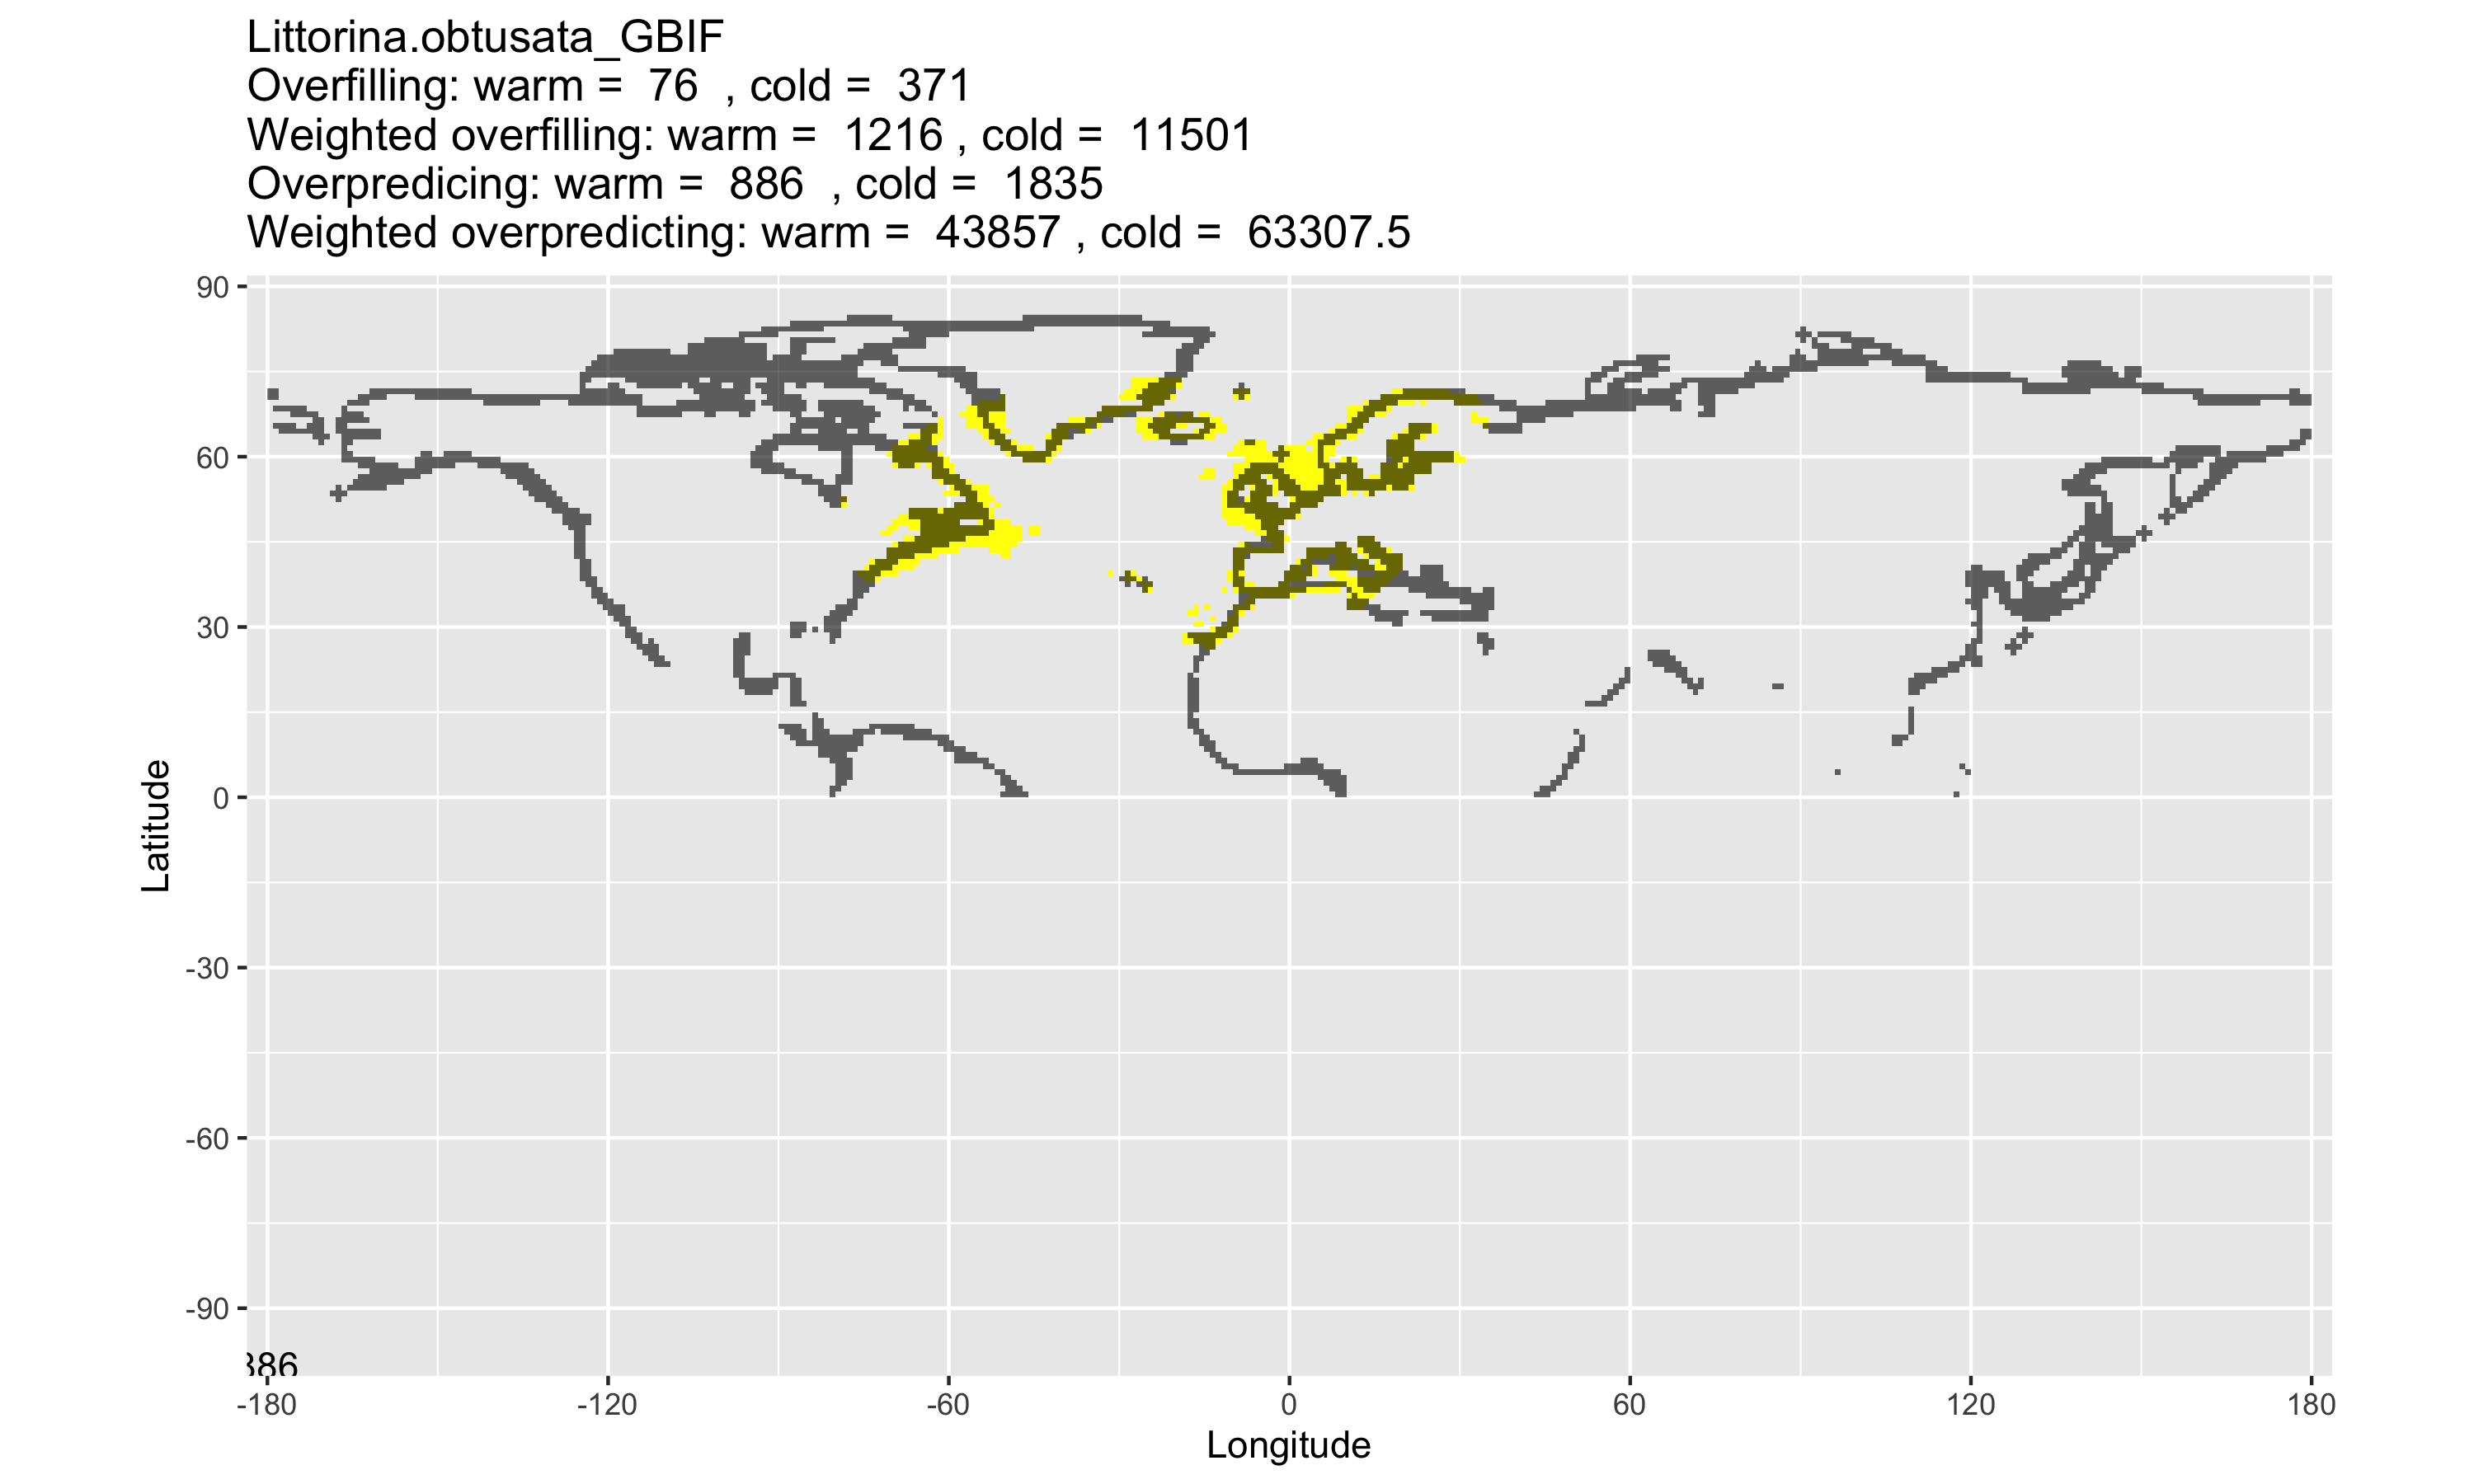 Littorina.obtusata_GBIF
Overfilling: warm =  76  , cold =  371
Weighted overfilling: warm =  1216 , cold =  11501
Overpredicing: warm =  886  , cold =  1835
Weighted overpredicting: warm =  43857 , cold =  63307.5
90
60
30
0
-30
-60
-90
Latitude
886
-180 -120 -60 0 60 120 180
Longitude